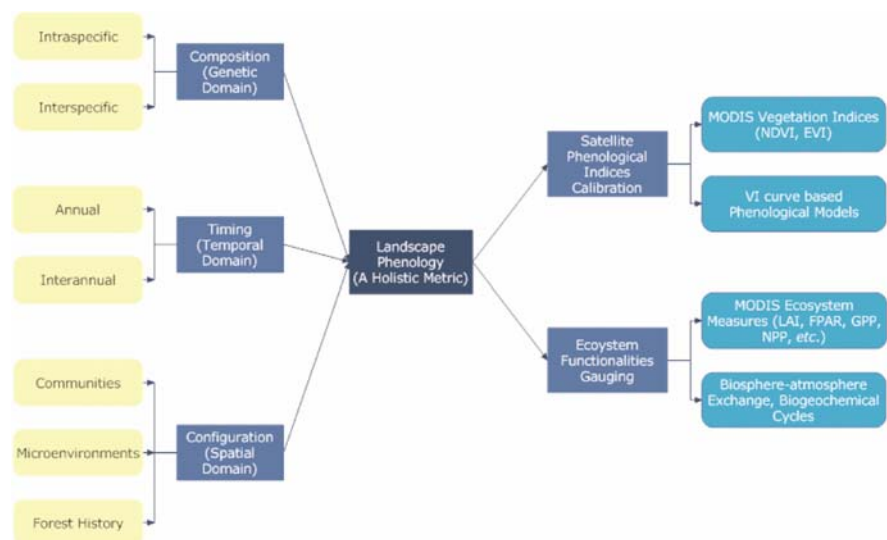 Intraspecific
Interspecific
Composition
(Genetic
Domain)
Annual
Interannual
Timing
(Temporal
Domain)
Communities
Microenvironments
Forest History
Configuration
(Spatial
Domain)
Landscape
Phenology
(A Holistic Metric)
Satellite
Phenological
Indices
Calibration
MODIS Vegetation Indices
(NDVI, EVI)
VI curve based
Phenological Models
Ecoystem
Functionalities
Gauging
MODIS Ecosystem
Measures (LAI, FPAR, GPP,
NPP, etc.)
Biosphere-atmosphere
Exchange, Biogeochemical
Cycles